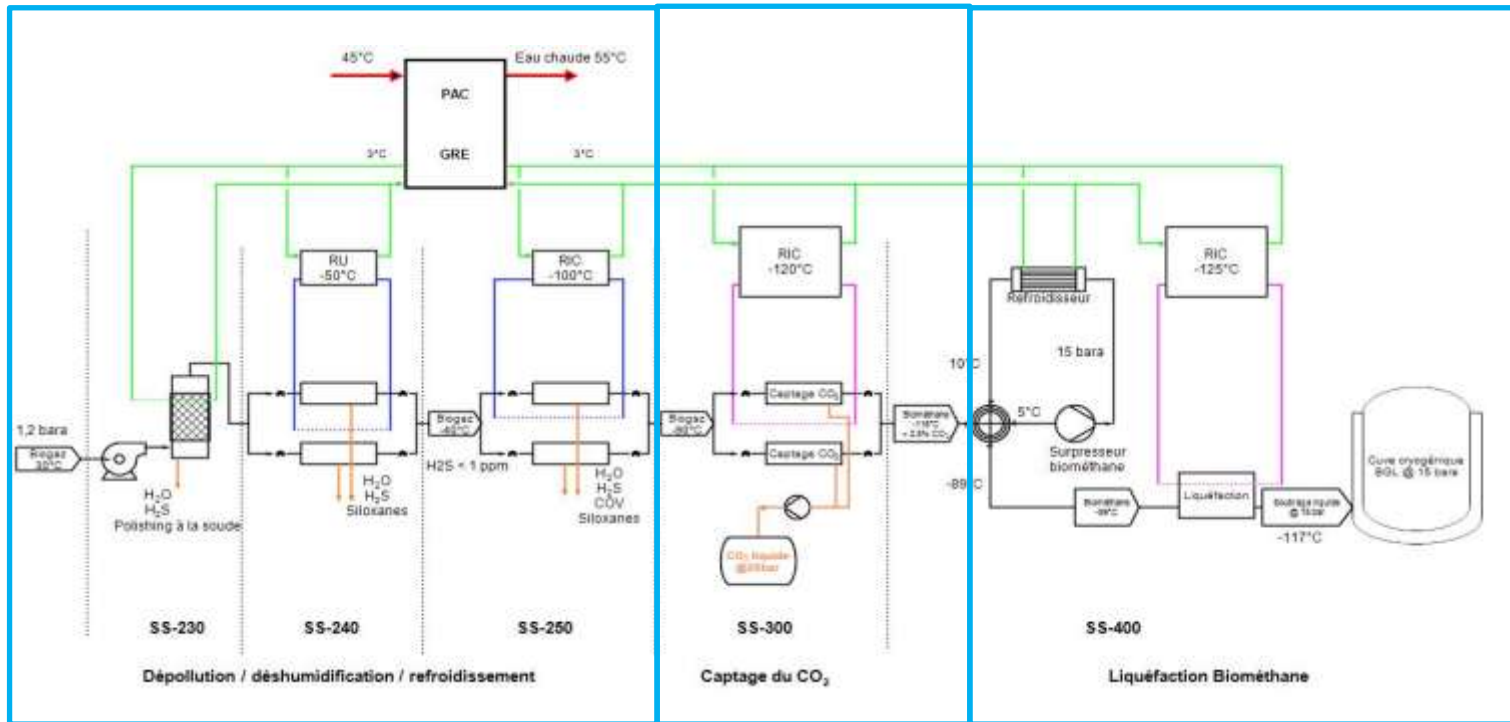 45°C
Eau chaude 55°C
PAC
GRE
3°C
3°C
RU
-50°C
RIC
-100°C
RIC
-120°C
RIC
-125°C
Refroidisseur
15 bara
10°C
5°C
Surpresseur
biométhane
-89°C
1,2 bara
Biogaz
30°C
H2O
H2S
Polishing à la soude
H2O
H2S
Siloxanes
Biogaz
H2S < 1 ppm
H2O
H2S
COV
Siloxanes
Biogaz
-90°C
Captage CO2
Captage CO2
CO2 liquide
Biométhane
Biométhane
Liquéfaction
-117°C
Cuve cryogénique
BGL @ 15 bara
SS-230
SS-240
SS-250
SS-300
SS-400
Dépollution / déshumidification / refroidissement
Captage du CO2
Liquéfaction Biométhane